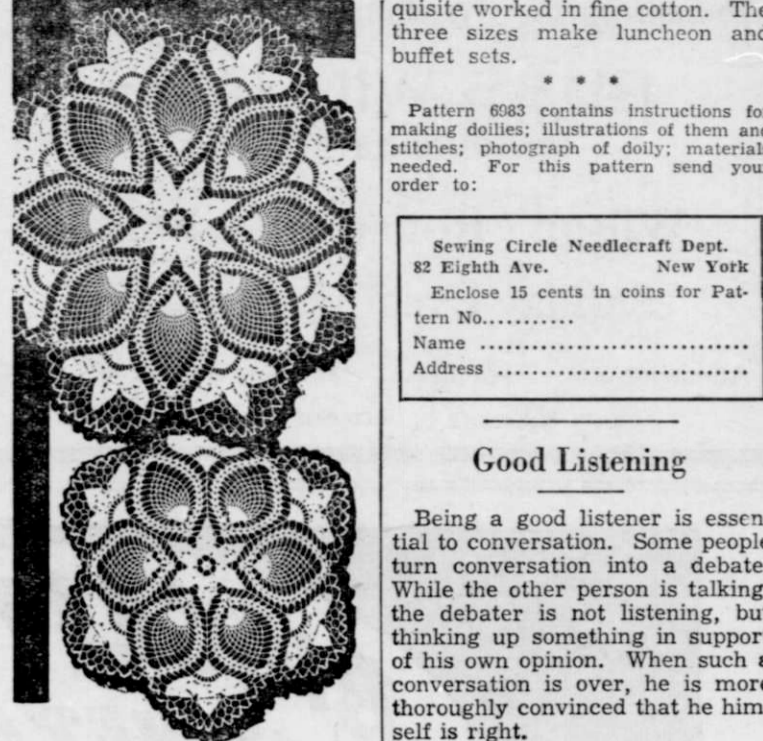 quisite worked in fine cotton. The
three sizes make luncheon and
buffet sets.
* * *
Pattern 6983 contains instructions for
making doilies; illustrations of them and
stitches; photograph of doily; materials
needed. For this pattern send your
order to:
Sewing Circle Needlecraft Dept.
82 Eighth Ave. New York
Enclose 15 cents in coins for Pat-
tern No...........
Name ..............................
Address ............................
Good Listening
Being a good listener is essen-
tial to conversation. Some people
turn conversation into a debate.
While the other person is talking,
the debater is not listening, but
thinking up something in support
of his own opinion. When such a
conversation is over, he is more
thoroughly convinced that he him-
self is right.